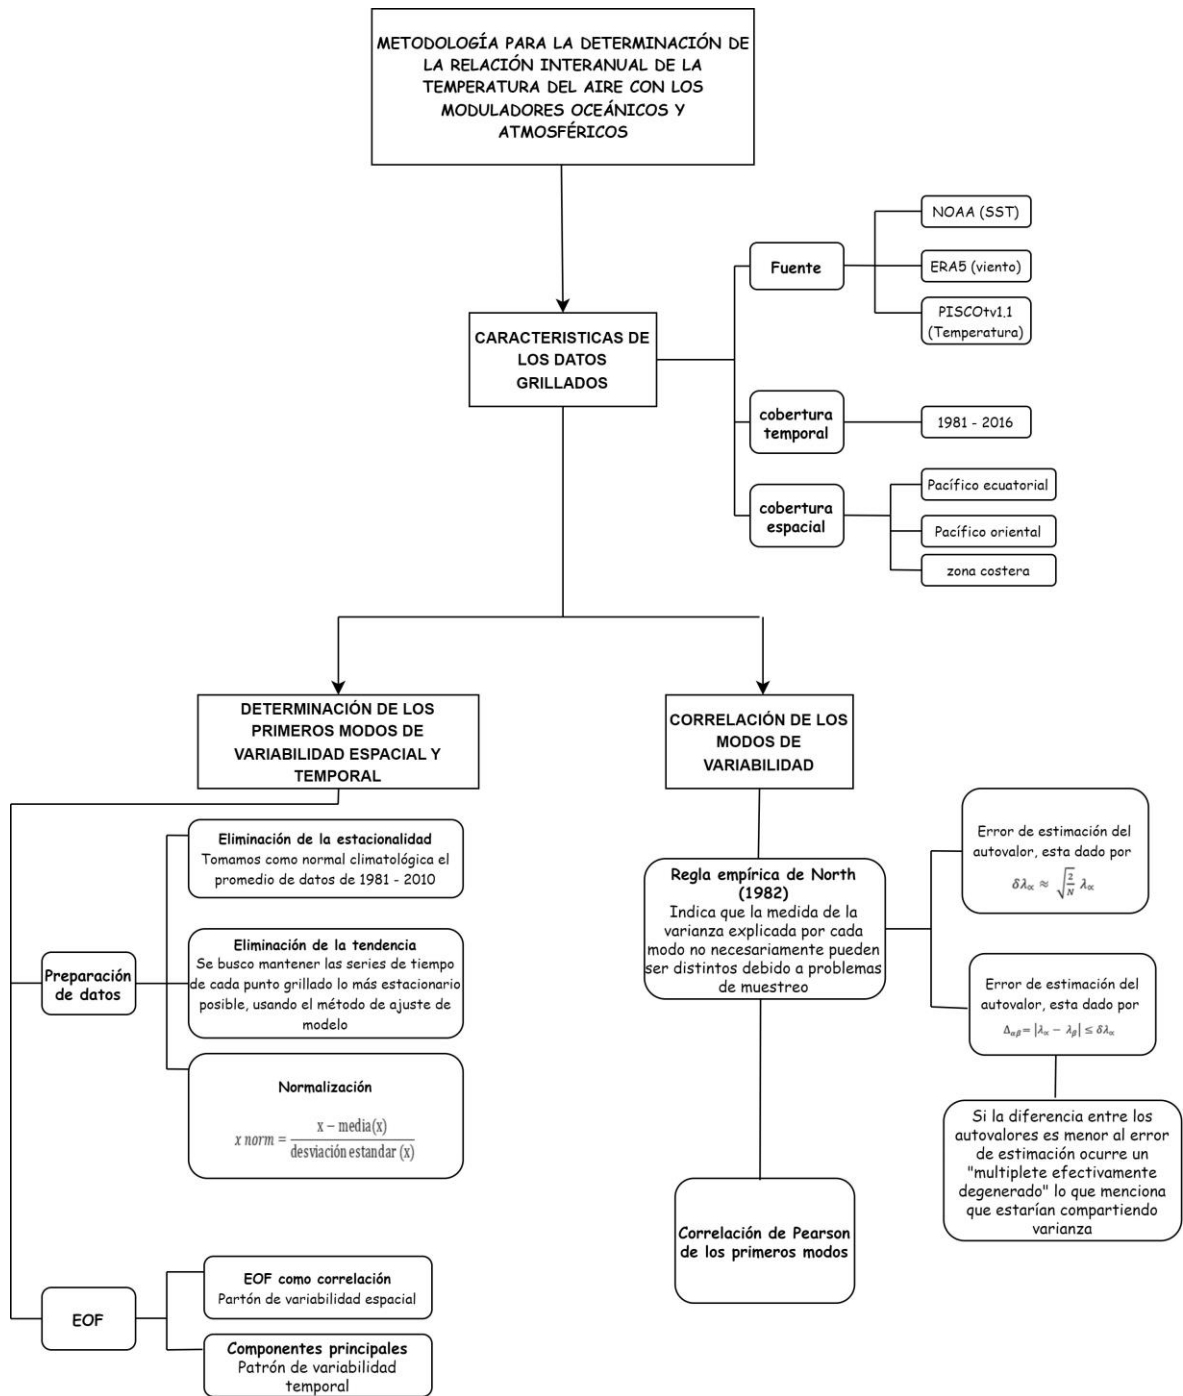 METODOLOGÍA PARA LA DETERMINACIÓN DE
LA RELACIÓN INTERANUAL DE LA
TEMPERATURA DEL AIRE CON LOS
MODULADORES OCEÁNICOS Y
ATMOSFÉRICOS
CARACTERISTICAS DE
LOS DATOS
GRILLADOS
Fuente
NOAA (SST)
ERA5 (viento)
PISCOtv1.1
(Temperatura)
cobertura
temporal
1981 - 2016
cobertura
espacial
Pacífico ecuatorial
Pacífico oriental
zona costera
DETERMINACIÓN DE LOS
PRIMEROS MODOS DE
VARIABILIDAD ESPACIAL Y
TEMPORAL
Preparación
de datos
Eliminación de la estacionalidad
Tomamos como normal climatológica el
promedio de datos de 1981 - 2010
Eliminación de la tendencia
Se busco mantener las series de tiempo
de cada punto grillado lo más estacionario
posible, usando el método de ajuste de
modelo
Normalización
x norm = (x − media(x)) / (desviación estandar (x))
EOF
EOF como correlación
Partón de variabilidad espacial
Componentes principales
Patrón de variabilidad
temporal
CORRELACIÓN DE LOS
MODOS DE
VARIABILIDAD
Regla empírica de North
(1982)
Indica que la medida de la
varianza explicada por cada
modo no necesariamente pueden
ser distintos debido a problemas
de muestreo
Error de estimación del
autovalor, esta dado por
δλ∝ ≈ √(2/N) λ∝
Error de estimación del
autovalor, esta dado por
Δαβ = |λ∝ − λβ| ≤ δλ∝
Si la diferencia entre los
autovalores es menor al error
de estimación ocurre un
"multiplete efectivamente
degenerado" lo que menciona
que estarían compartiendo
varianza
Correlación de Pearson
de los primeros modos